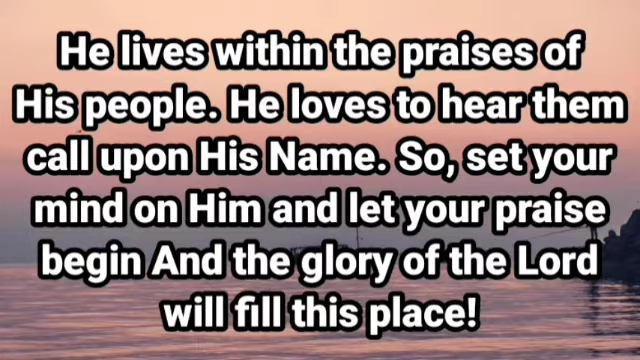 He lives within the praises of
His people. He loves to hear them
call upon His Name. So, set your
mind on Him and let your praise
begin And the glory of the Lord
will fill this place!